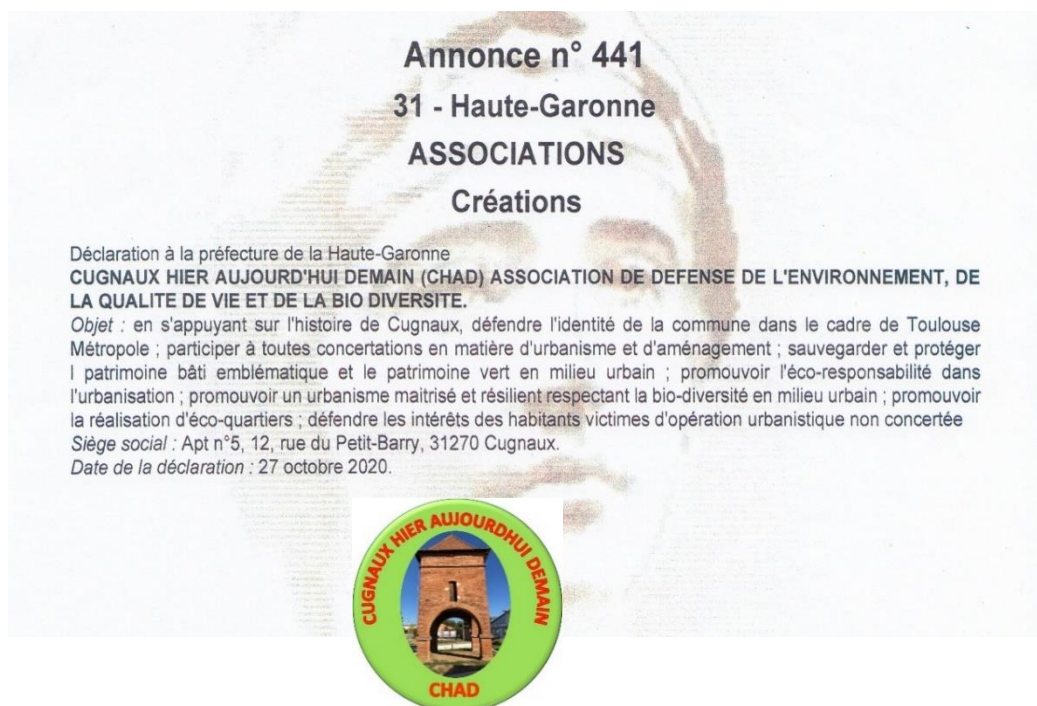 Annonce n° 441
31 - Haute-Garonne
ASSOCIATIONS
Créations
Déclaration à la préfecture de la Haute-Garonne
CUGNAUX HIER AUJOURD'HUI DEMAIN (CHAD) ASSOCIATION DE DEFENSE DE L'ENVIRONNEMENT, DE
LA QUALITE DE VIE ET DE LA BIO DIVERSITE.
Objet : en s'appuyant sur l'histoire de Cugnaux, défendre l'identité de la commune dans le cadre de Toulouse
Métropole ; participer à toutes concertations en matière d'urbanisme et d'aménagement ; sauvegarder et protéger
l patrimoine bâti emblématique et le patrimoine vert en milieu urbain ; promouvoir l'éco-responsabilité dans
l'urbanisation ; promouvoir un urbanisme maitrisé et résilient respectant la bio-diversité en milieu urbain ; promouvoir
la réalisation d'éco-quartiers ; défendre les intérêts des habitants victimes d'opération urbanistique non concertée
Siège social : Apt n°5, 12, rue du Petit-Barry, 31270 Cugnaux.
Date de la déclaration : 27 octobre 2020.
CUGNAUX HIER AUJOURDHUI DEMAIN
CHAD